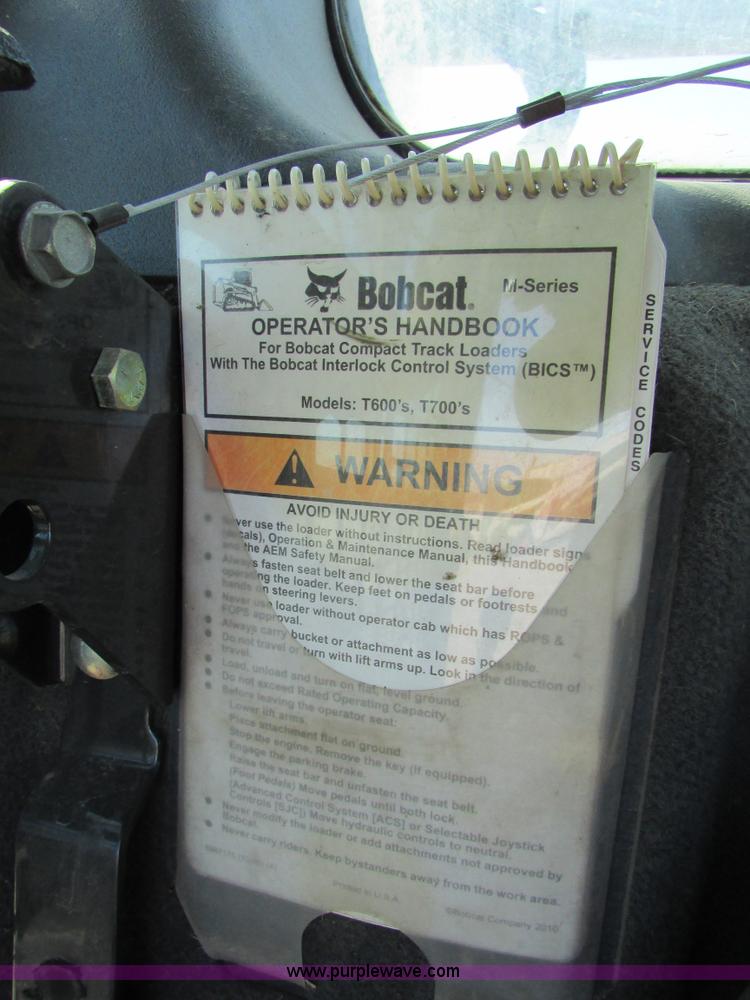 Bobcat. M-Series
OPERATOR'S HANDBOOK
For Bobcat Compact Track Loaders
With The Bobcat Interlock Control System (BICS™)
Models: T600's, T700's
SERVICE CODES
WARNING
AVOID INJURY OR DEATH
ver use the loader without instructions. Read loader signs
cals), Operation & Maintenance Manual, this Handbook
and the AEM Safety Manual.
Always fasten seat belt and lower the seat bar before
operating the loader. Keep feet on pedals or footrests and
hands on steering levers.
Never use loader without operator cab which has ROPS &
FOPS approval.
Always carry bucket or attachment as low as possible.
Do not travel or turn with lift arms up. Look in the direction of
travel.
Load, unload and turn on flat, level ground.
Do not exceed Rated Operating Capacity.
Before leaving the operator seat:
Lower lift arms.
Place attachment flat on ground.
Stop the engine. Remove the key (if equipped).
Engage the parking brake.
Raise the seat bar and unfasten the seat belt.
(Foot Pedals) Move pedals until both lock.
(Advanced Control System [ACS] or Selectable Joystick
Controls [SJC]) Move hydraulic controls to neutral.
Never modify the loader or add attachments not approved by
Bobcat.
Never carry riders. Keep bystanders away from the work area.
Printed in U.S.A.
©Bobcat Company 2010
www.purplewave.com